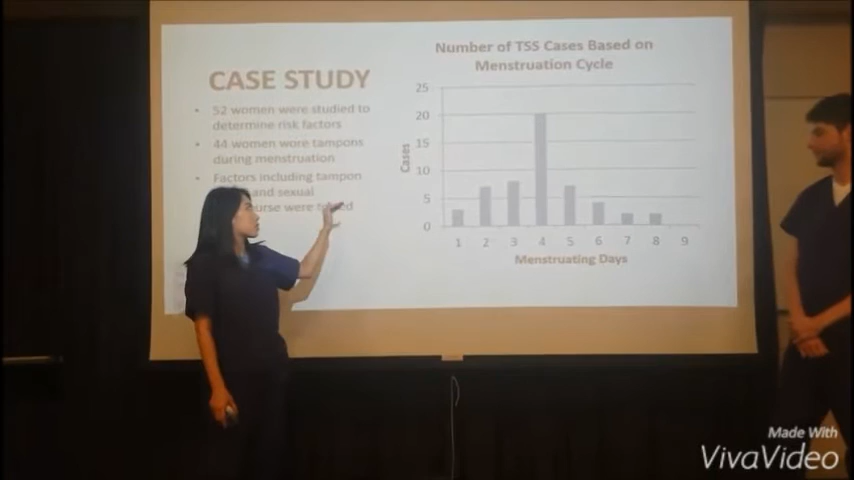 CASE STUDY
• 52 women were studied to
determine risk factors
• 44 women wore tampons
during menstruation
• Factors including tampon
and sexual
were
Number of TSS Cases Based on
Menstruation Cycle
Cases
25
20
15
10
5
0
1 2 3 4 5 6 7 8 9
Menstruating Days
Made With
VivaVideo